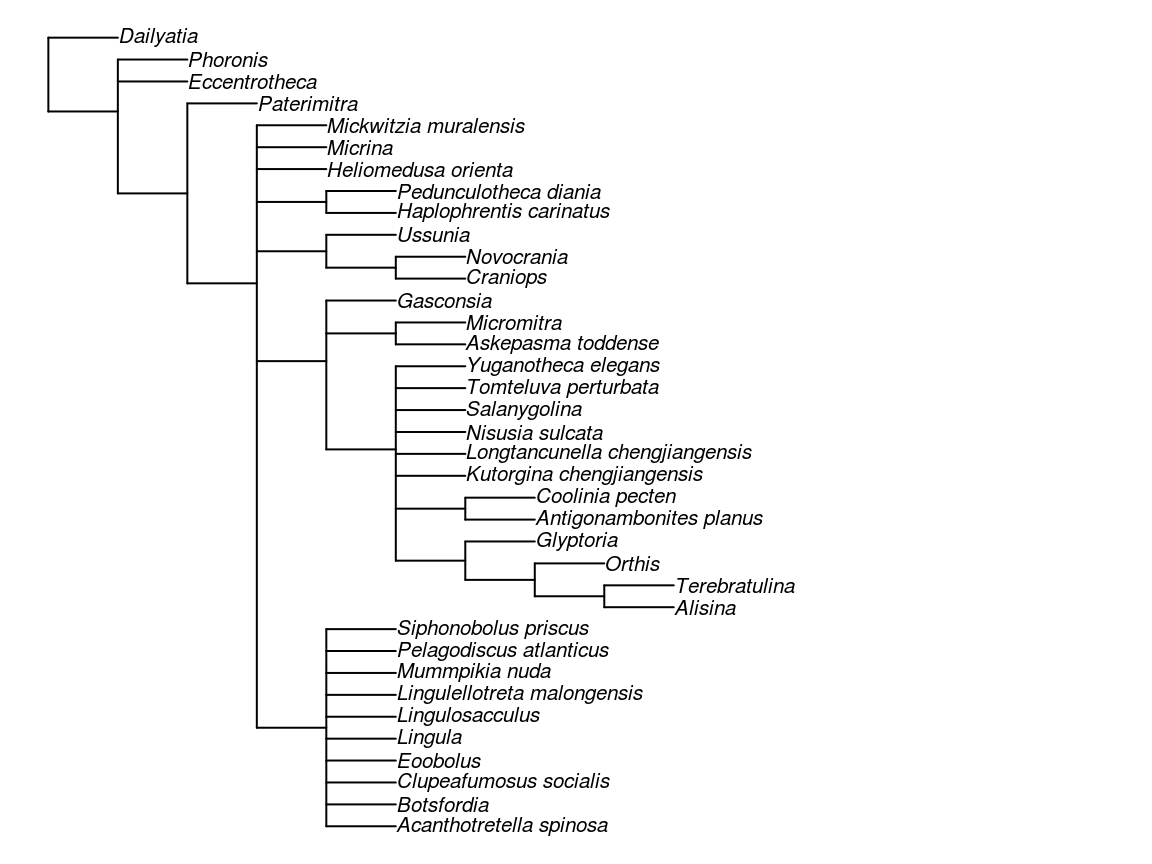 Dailyatia
Phoronis
Eccentrotheca
Paterimitra
Mickwitzia muralensis
Micrina
Heliomedusa orienta
Pedunculotheca diania
Haplophrentis carinatus
Ussunia
Novocrania
Craniops
Gasconsia
Micromitra
Askepasma toddense
Yuganotheca elegans
Tomteluva perturbata
Salanygolina
Nisusia sulcata
Longtancunella chengjiangensis
Kutorgina chengjiangensis
Coolinia pecten
Antigonambonites planus
Glyptoria
Orthis
Terebratulina
Alisina
Siphonobolus priscus
Pelagodiscus atlanticus
Mummpikia nuda
Lingulellotreta malongensis
Lingulosacculus
Lingula
Eoobolus
Clupeafumosus socialis
Botsfordia
Acanthotretella spinosa